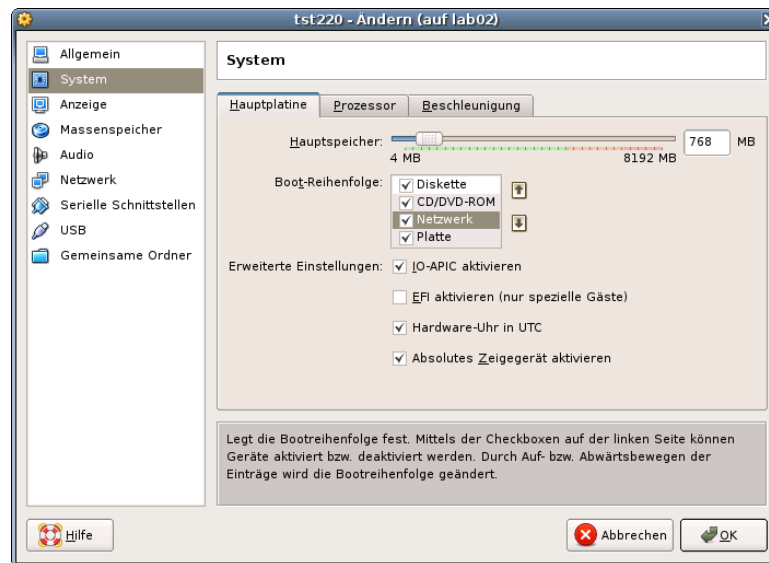 tst220 - Ändern (auf lab02)
Allgemein
System
Anzeige
Massenspeicher
Audio
Netzwerk
Serielle Schnittstellen
USB
Gemeinsame Ordner
System
Hauptplatine Prozessor Beschleunigung
Hauptspeicher: 768 MB
4 MB 8192 MB
Boot-Reihenfolge: Diskette
CD/DVD-ROM
Netzwerk
Platte
Erweiterte Einstellungen: IO-APIC aktivieren
EFI aktivieren (nur spezielle Gäste)
Hardware-Uhr in UTC
Absolutes Zeigegerät aktivieren
Legt die Bootreihenfolge fest. Mittels der Checkboxen auf der linken Seite können
Geräte aktiviert bzw. deaktiviert werden. Durch Auf- bzw. Abwärtsbewegen der
Einträge wird die Bootreihenfolge geändert.
Hilfe Abbrechen OK